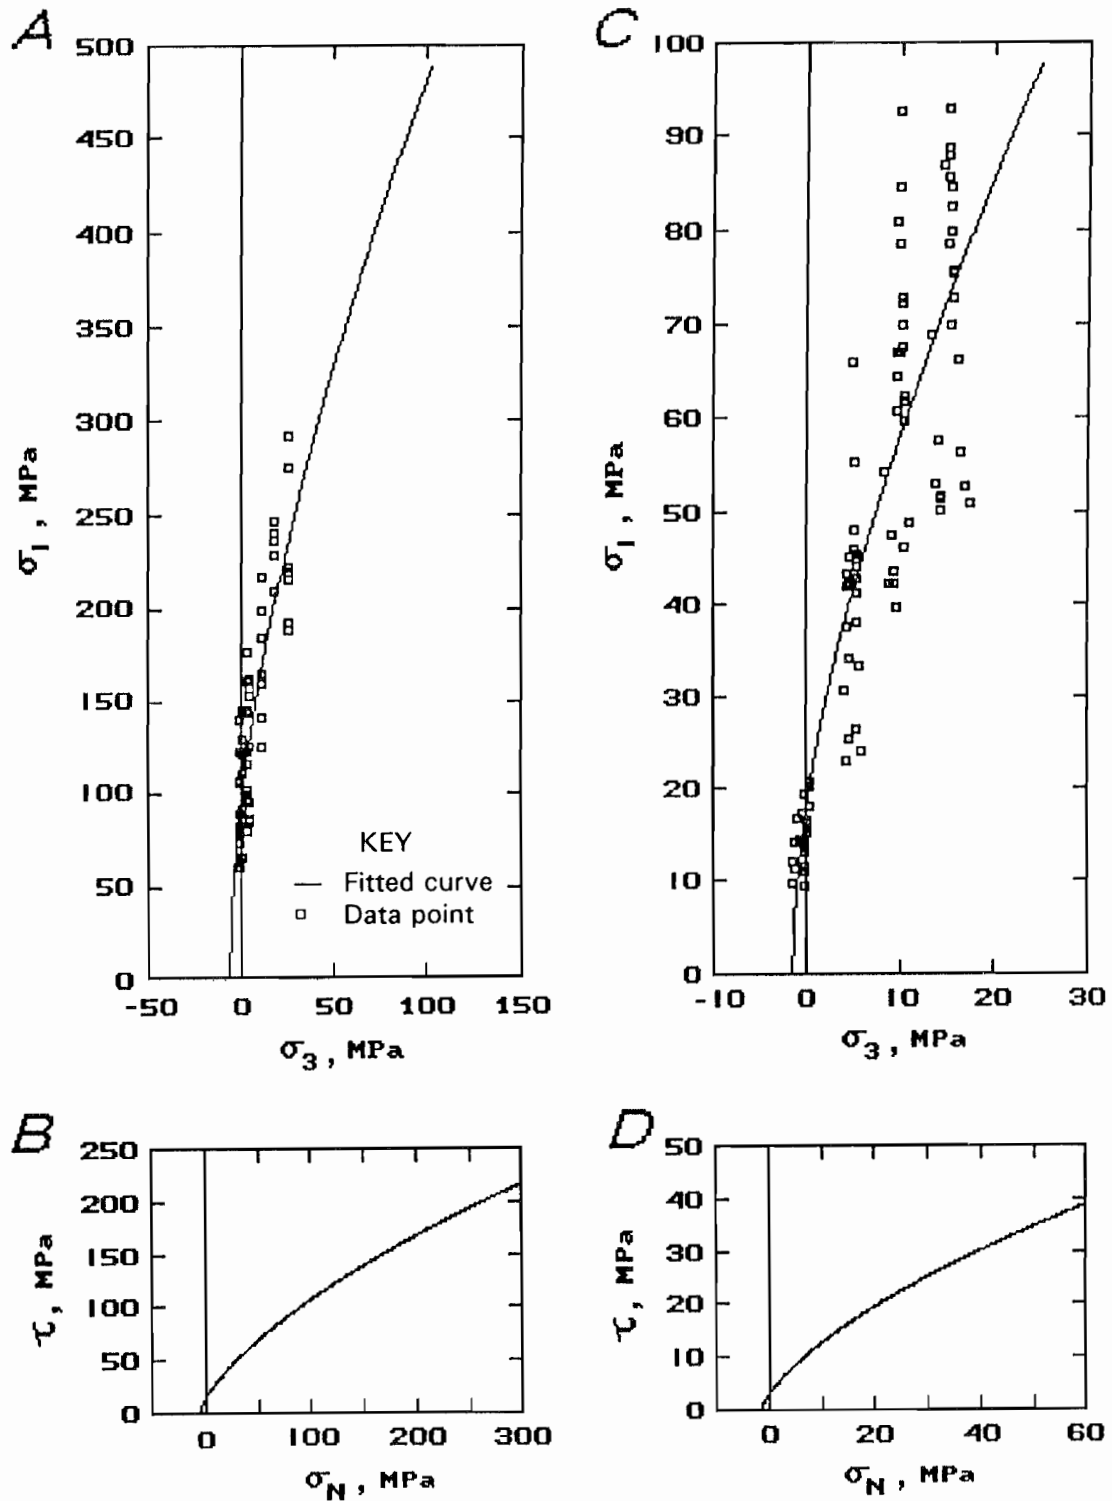 A
500
450
400
350
300
250
200
150
100
50
0
σ1, MPa
-50 0 50 100 150
σ3, MPa
KEY
Fitted curve
Data point
C
100
90
80
70
60
50
40
30
20
10
0
σ1, MPa
-10 0 10 20 30
σ3, MPa
B
250
200
150
100
50
0
τ, MPa
0 100 200 300
σN, MPa
D
50
40
30
20
10
0
τ, MPa
0 20 40 60
σN, MPa